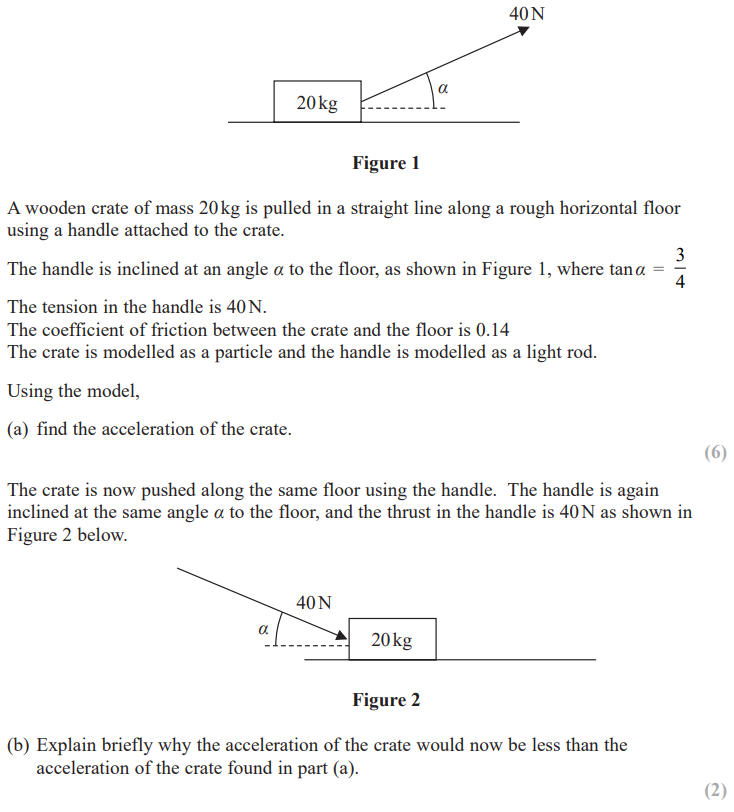 40 N
α
20 kg
Figure 1
A wooden crate of mass 20 kg is pulled in a straight line along a rough horizontal floor
using a handle attached to the crate.
The handle is inclined at an angle α to the floor, as shown in Figure 1, where tan α = 3/4
The tension in the handle is 40 N.
The coefficient of friction between the crate and the floor is 0.14
The crate is modelled as a particle and the handle is modelled as a light rod.
Using the model,
(a) find the acceleration of the crate.
(6)
The crate is now pushed along the same floor using the handle. The handle is again
inclined at the same angle α to the floor, and the thrust in the handle is 40 N as shown in
Figure 2 below.
40 N
α
20 kg
Figure 2
(b) Explain briefly why the acceleration of the crate would now be less than the
acceleration of the crate found in part (a).
(2)